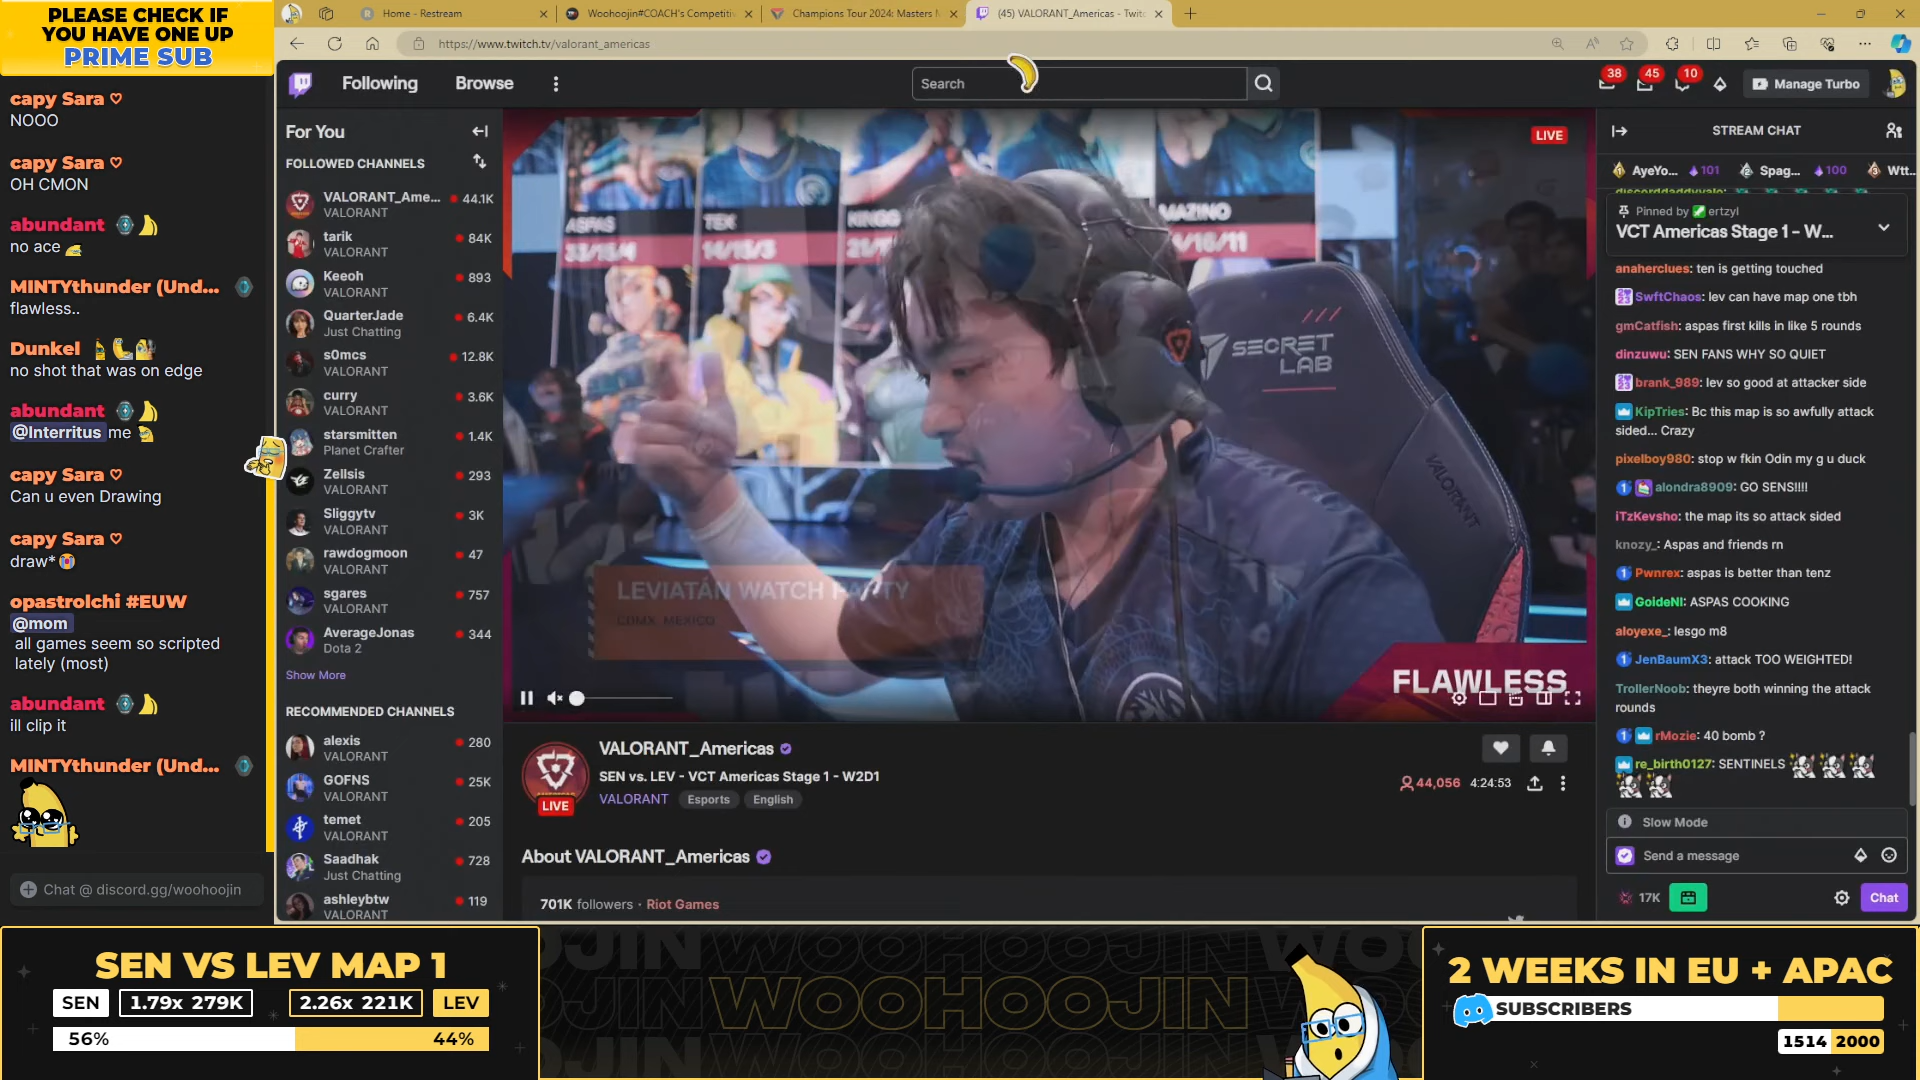 PLEASE CHECK IF
YOU HAVE ONE UP
PRIME SUB
Home - Restream
Woohoojin#COACH's Competiti
Champions Tour 2024: Masters
(45) VALORANT_Americas - Twitc
https://www.twitch.tv/valorant_americas
Following
Browse
Search
38
45
10
Manage Turbo
capy Sara ♡
NOOO
capy Sara ♡
OH CMON
abundant
no ace
MINTYthunder (Und...
flawless..
Dunkel
no shot that was on edge
abundant
@Interritus me
capy Sara ♡
Can u even Drawing
capy Sara ♡
draw* 😭
opastrolchi #EUW
@mom
all games seem so scripted
lately (most)
abundant
ill clip it
MINTYthunder (Und...
Chat @ discord.gg/woohoojin
For You
FOLLOWED CHANNELS
VALORANT_Ame... 44.1K
VALORANT
tarik 84K
VALORANT
Keeoh 893
VALORANT
QuarterJade 6.4K
Just Chatting
s0mcs 12.8K
VALORANT
curry 3.6K
VALORANT
starsmitten 1.4K
Planet Crafter
Zellsis 293
VALORANT
Sliggytv 3K
VALORANT
rawdogmoon 47
VALORANT
sgares 757
VALORANT
AverageJonas 344
Dota 2
Show More
RECOMMENDED CHANNELS
alexis 280
VALORANT
GOFNS 25K
VALORANT
temet 205
VALORANT
Saadhak 728
Just Chatting
ashleybtw 119
VALORANT
LIVE
ASPAS
TEX
KINGG
MAZINO
SECRET
LAB
VALORANT
LEVIATÁN WATCH PARTY
CDMX, MEXICO
FLAWLESS
VALORANT_Americas
SEN vs. LEV - VCT Americas Stage 1 - W2D1
VALORANT Esports English
LIVE
44,056 4:24:53
About VALORANT_Americas
701K followers · Riot Games
STREAM CHAT
AyeYo... 101 Spag... 100 Wtt...
discorddaddyvalo:
Pinned by ertzyl
VCT Americas Stage 1 - W...
anaherclues: ten is getting touched
SwftChaos: lev can have map one tbh
gmCatfish: aspas first kills in like 5 rounds
dinzuwu: SEN FANS WHY SO QUIET
brank_989: lev so good at attacker side
KipTries: Bc this map is so awfully attack
sided... Crazy
pixelboy980: stop w fkin Odin my g u duck
alondra8909: GO SENS!!!!
iTzKevsho: the map its so attack sided
knozy_: Aspas and friends rn
Pwnrex: aspas is better than tenz
GoideNl: ASPAS COOKING
aloyexe_: lesgo m8
JenBaumX3: attack TOO WEIGHTED!
TrollerNoob: theyre both winning the attack
rounds
rMozie: 40 bomb ?
re_birth0127: SENTINELS
Slow Mode
Send a message
17K
Chat
SEN VS LEV MAP 1
SEN 1.79x 279K 2.26x 221K LEV
56% 44%
WOOHOOJIN
2 WEEKS IN EU + APAC
SUBSCRIBERS
1514 2000